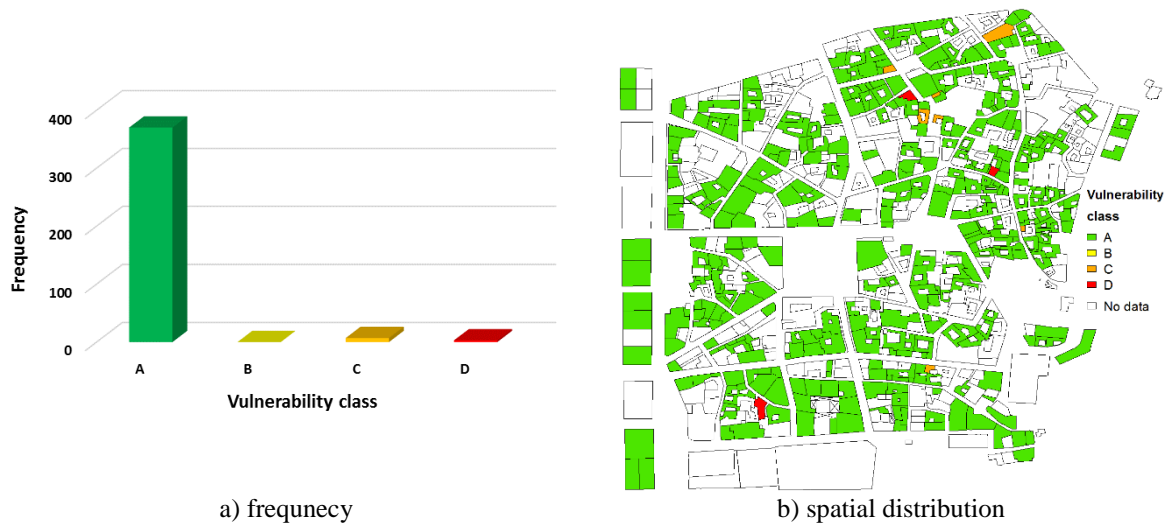 400
300
200
100
0
Frequency
A
B
C
D
Vulnerability class
a) frequnecy
Vulnerability
class
A
B
C
D
No data
b) spatial distribution